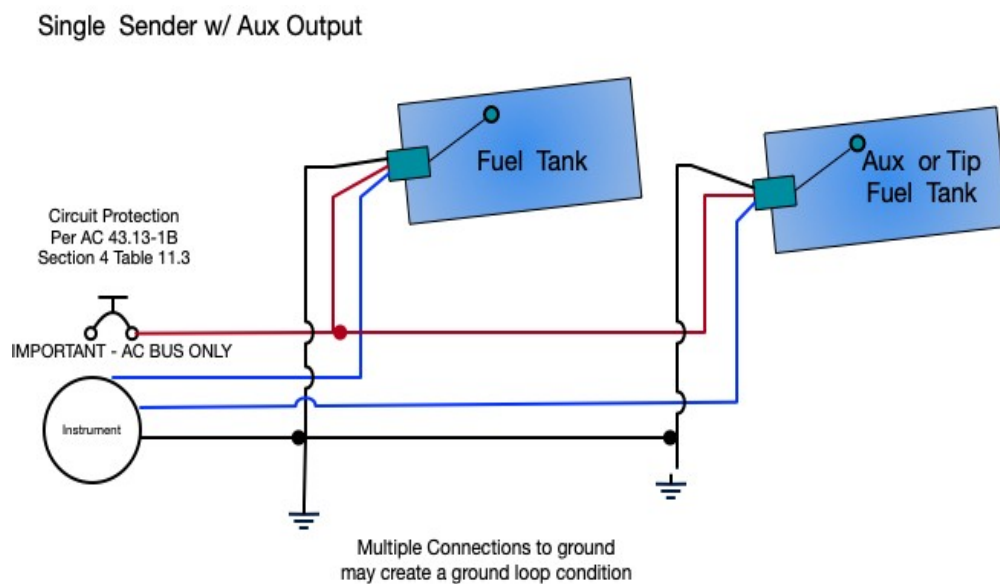 Single Sender w/ Aux Output
Fuel Tank
Aux or Tip
Fuel Tank
Circuit Protection
Per AC 43.13-1B
Section 4 Table 11.3
IMPORTANT - AC BUS ONLY
Instrument
Multiple Connections to ground
may create a ground loop condition